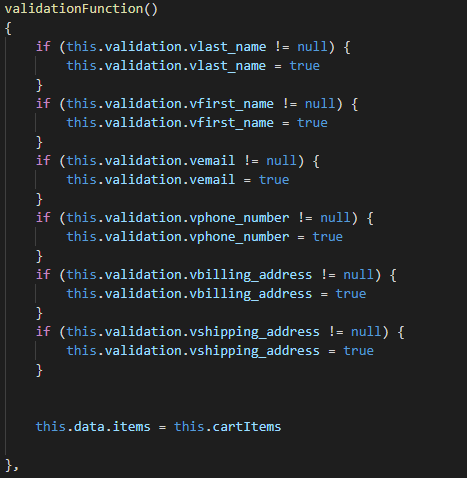 validationFunction()
{
    if (this.validation.vlast_name != null) {
        this.validation.vlast_name = true
    }
    if (this.validation.vfirst_name != null) {
        this.validation.vfirst_name = true
    }
    if (this.validation.vemail != null) {
        this.validation.vemail = true
    }
    if (this.validation.vphone_number != null) {
        this.validation.vphone_number = true
    }
    if (this.validation.vbilling_address != null) {
        this.validation.vbilling_address = true
    }
    if (this.validation.vshipping_address != null) {
        this.validation.vshipping_address = true
    }
    this.data.items = this.cartItems
},